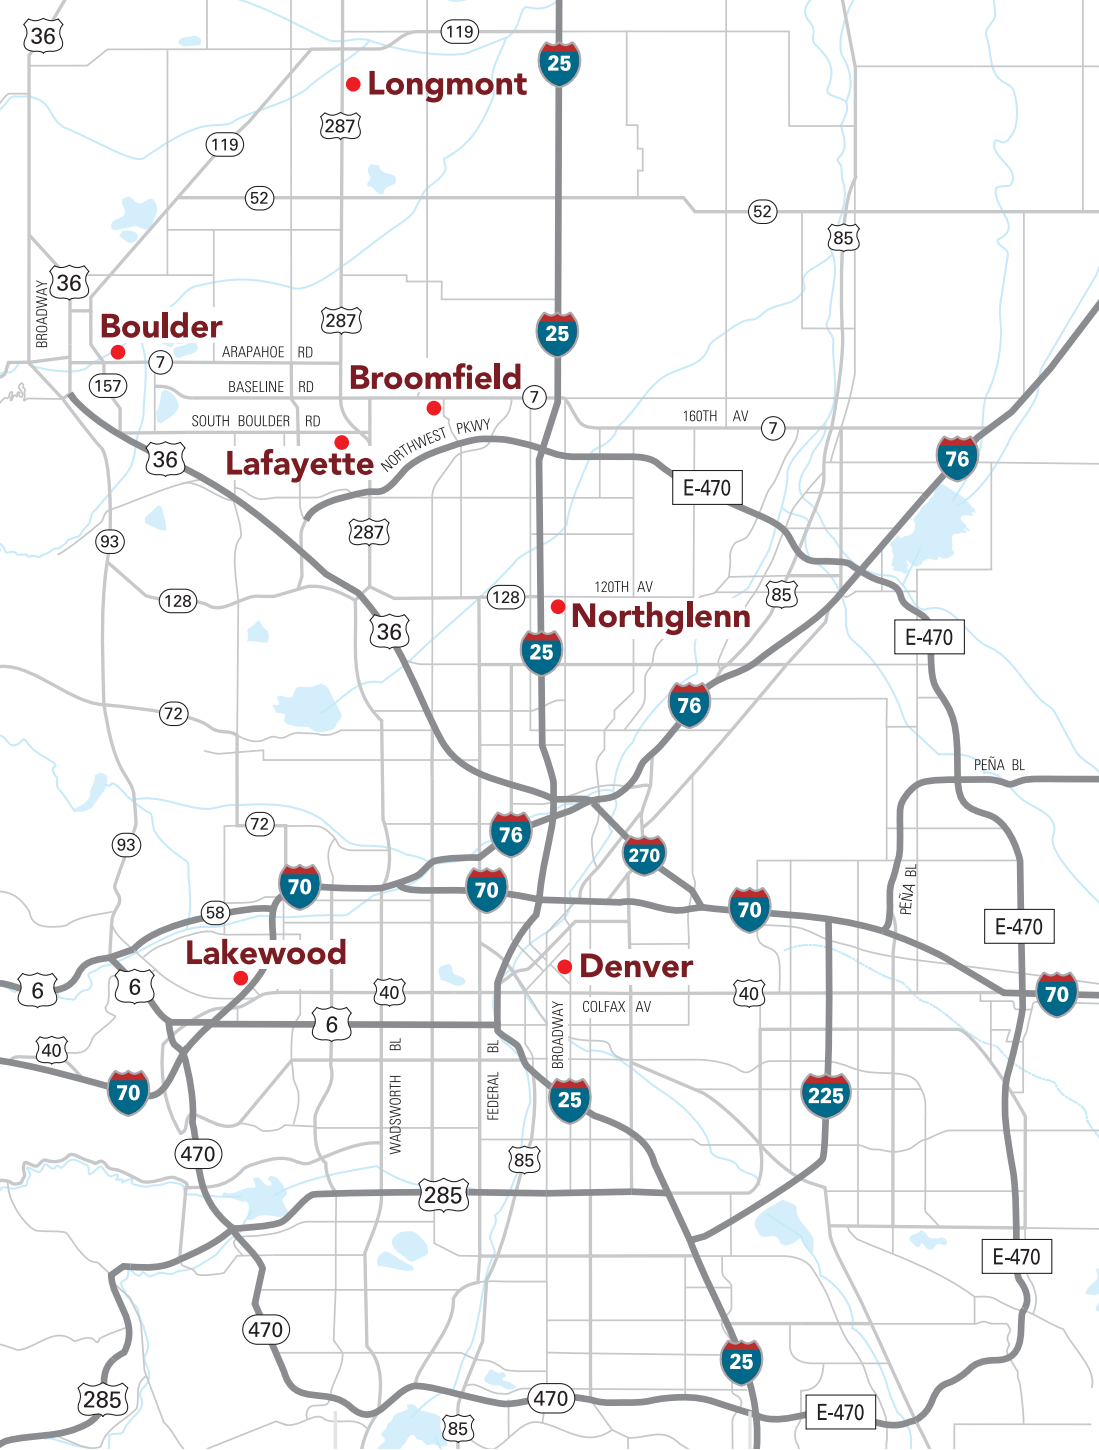 36
119
25
Longmont
287
119
52
52
85
36
BROADWAY
Boulder
287
25
7
ARAPAHOE RD
157
BASELINE RD
Broomfield
7
SOUTH BOULDER RD
160TH AV
7
36
Lafayette
NORTHWEST PKWY
76
E-470
287
93
128
128
120TH AV
85
Northglenn
36
25
E-470
76
72
PEÑA BL
72
76
93
270
70
70
PEÑA BL
58
70
E-470
Lakewood
Denver
6
6
40
40
70
COLFAX AV
6
BROADWAY
40
WADSWORTH BL
FEDERAL BL
70
25
225
470
85
285
E-470
470
25
285
470
E-470
85